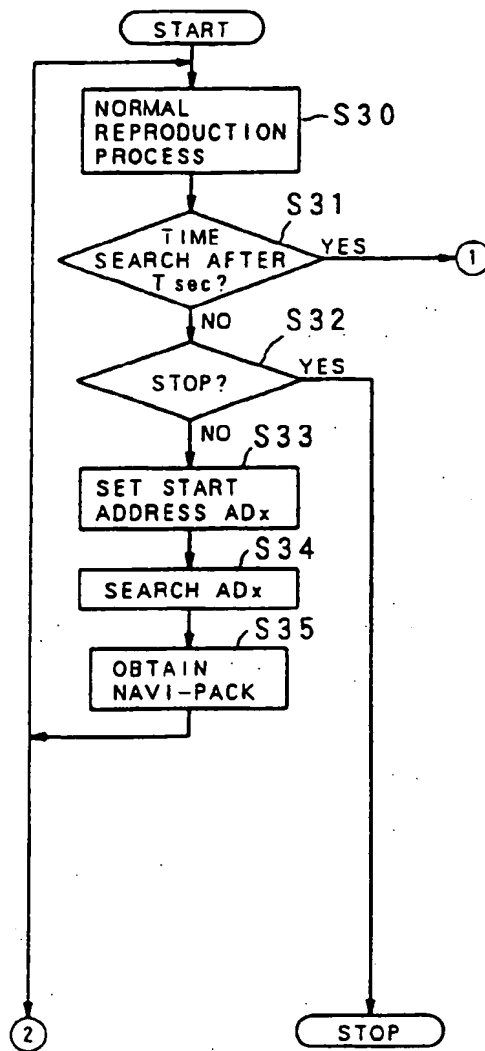 START
NORMAL
REPRODUCTION
PROCESS
S30
S31
TIME
SEARCH AFTER
Tsec?
YES
1
NO
S32
STOP?
YES
NO
S33
SET START
ADDRESS ADx
S34
SEARCH ADx
S35
OBTAIN
NAVI-PACK
2
STOP